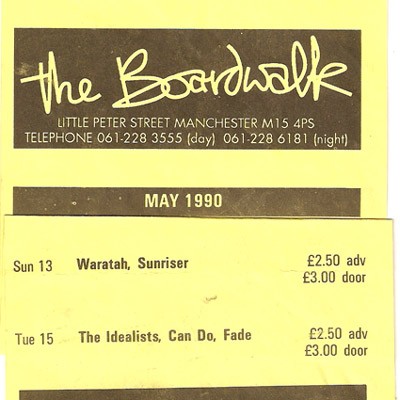 the Boardwalk
LITTLE PETER STREET MANCHESTER M15 4PS
TELEPHONE 061-228 3555 (day) 061-228 6181 (night)
MAY 1990
Sun 13 Waratah, Sunriser £2.50 adv
£3.00 door
Tue 15 The Idealists, Can Do, Fade £2.50 adv
£3.00 door